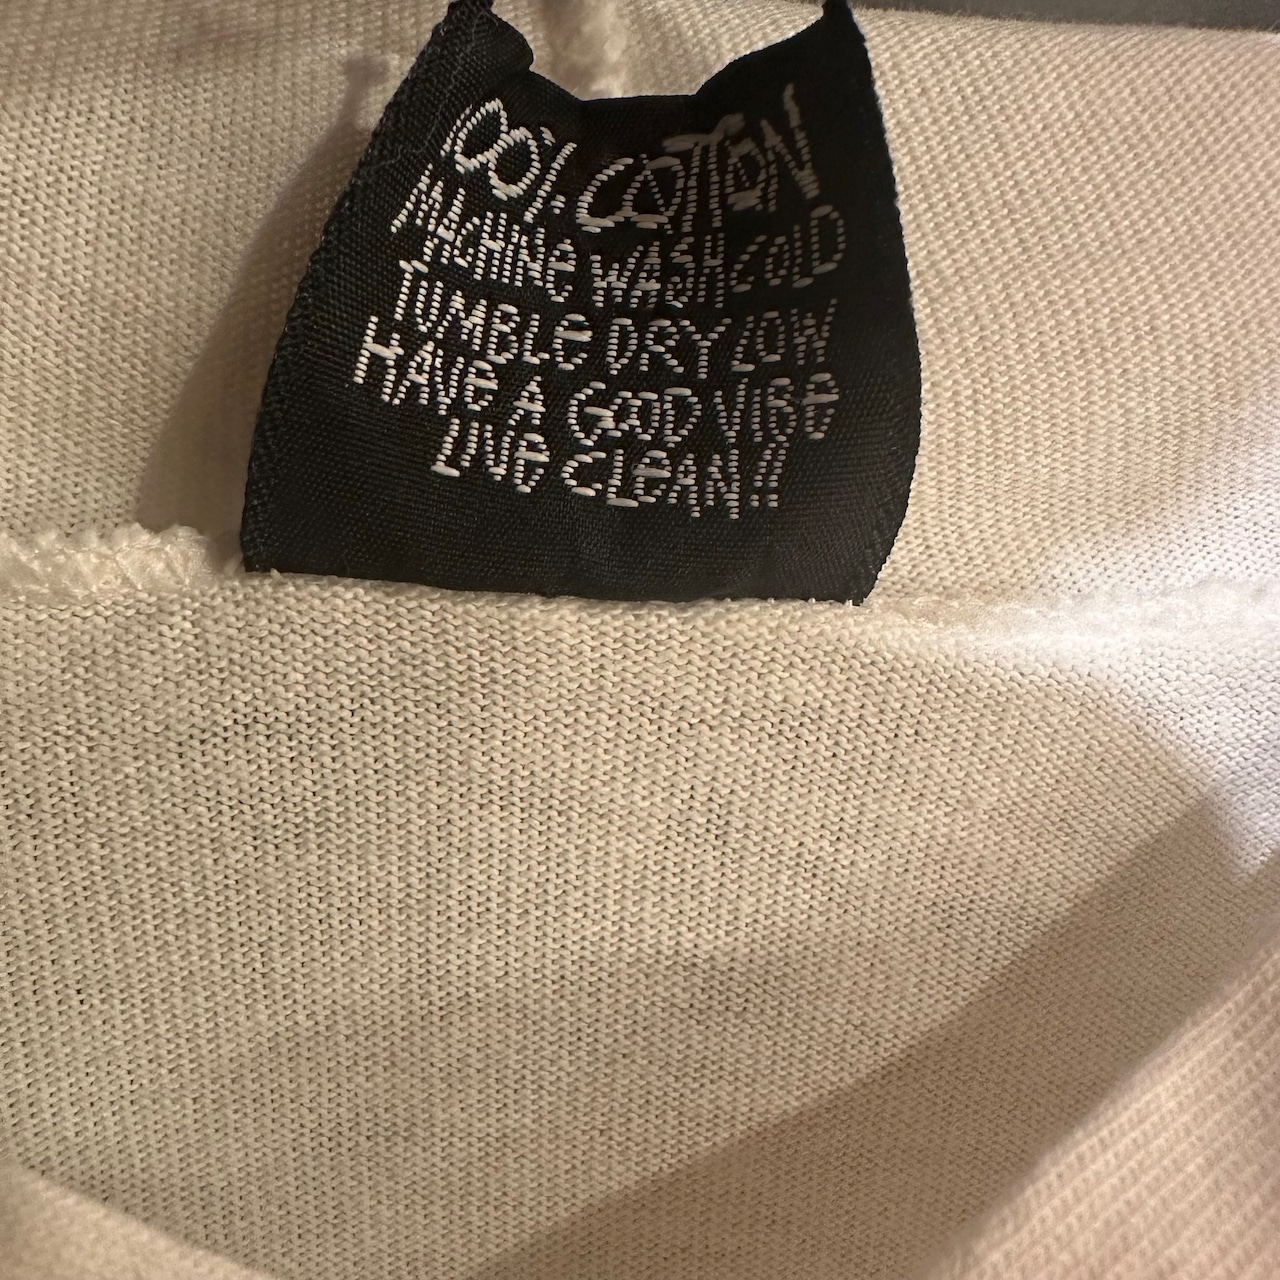 100% COTTON
MACHINE WASH COLD
TUMBLE DRY LOW
HAVE A GOOD VIBE
LIVE CLEAN!!